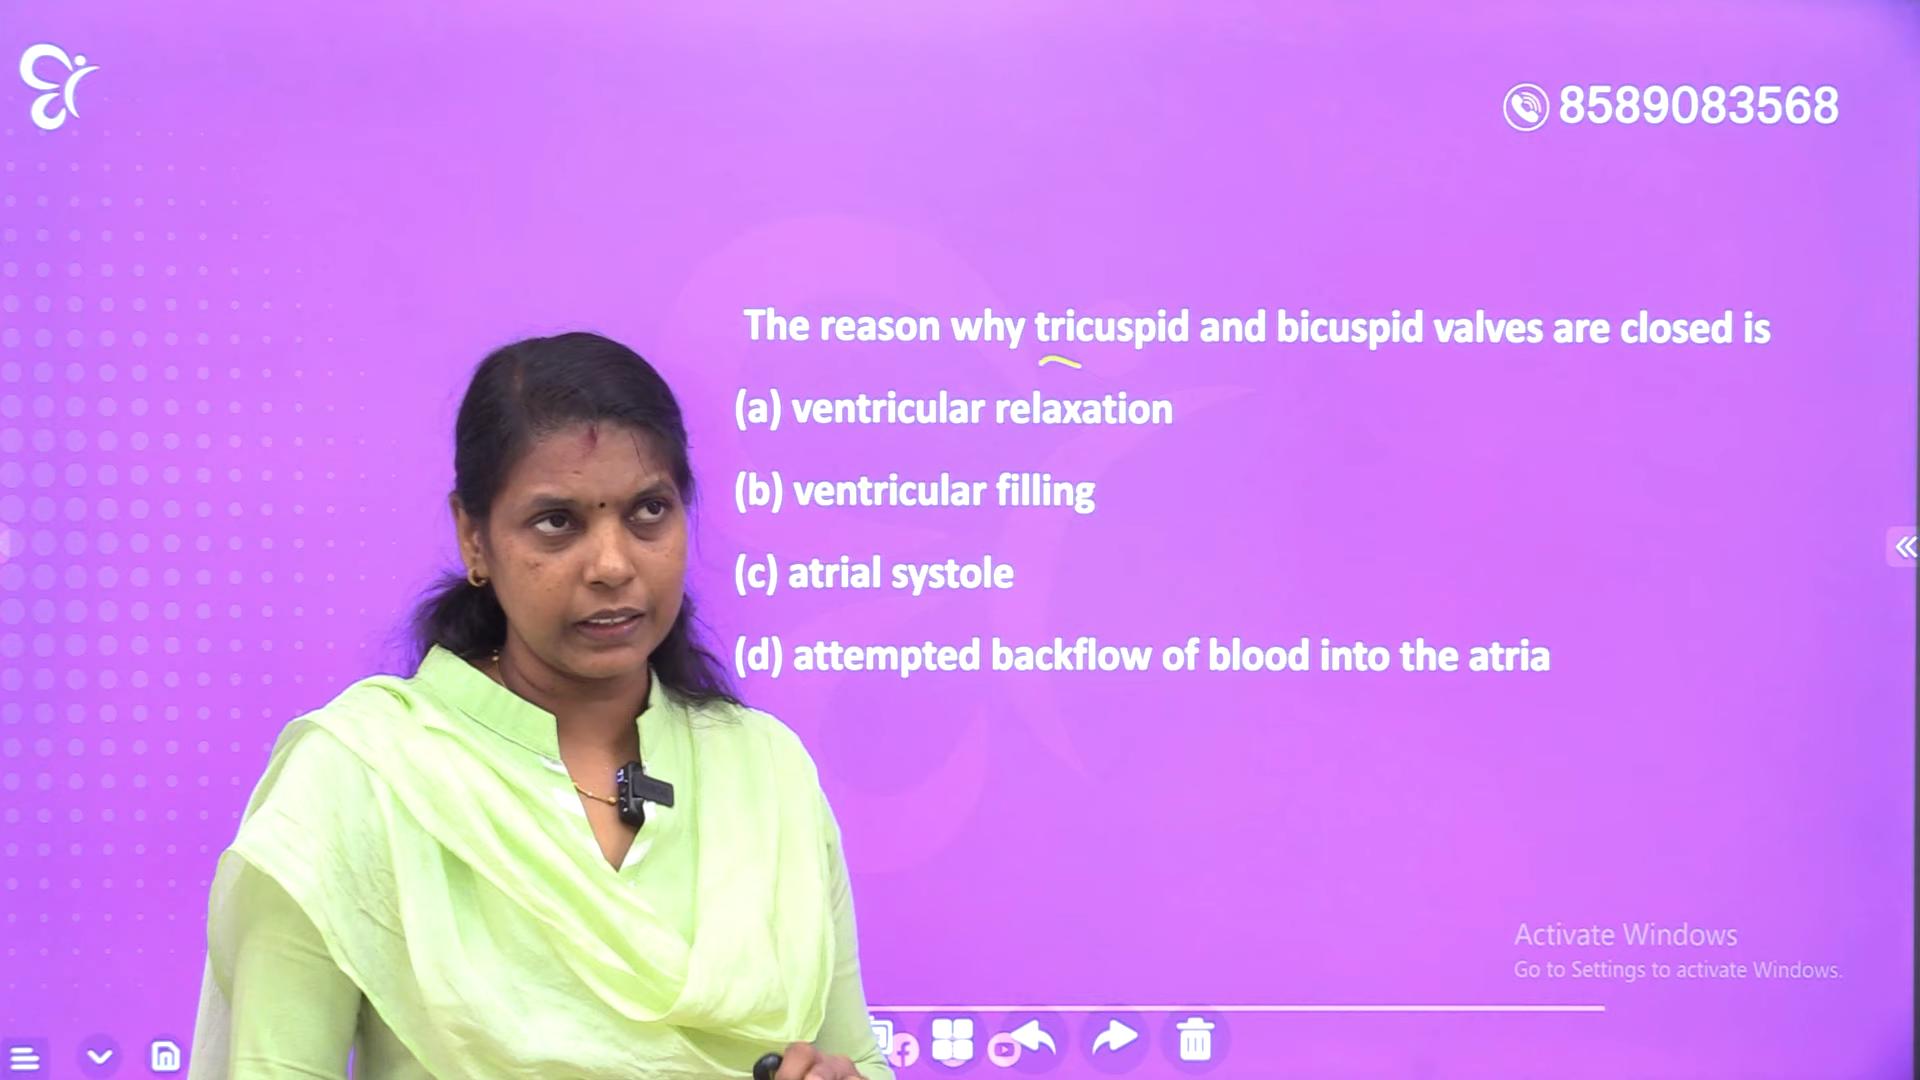 8589083568
The reason why tricuspid and bicuspid valves are closed is
(a) ventricular relaxation
(b) ventricular filling
(c) atrial systole
(d) attempted backflow of blood into the atria
Activate Windows
Go to Settings to activate Windows.